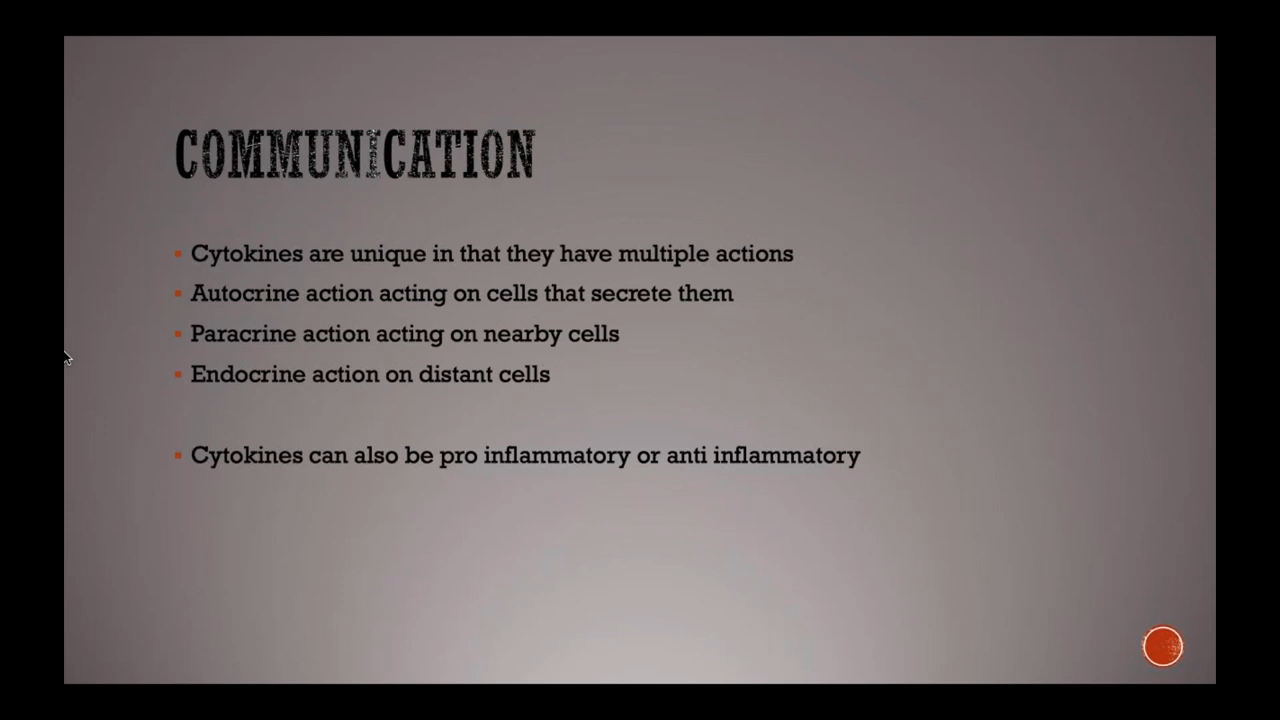 COMMUNICATION
Cytokines are unique in that they have multiple actions
Autocrine action acting on cells that secrete them
Paracrine action acting on nearby cells
Endocrine action on distant cells
Cytokines can also be pro inflammatory or anti inflammatory